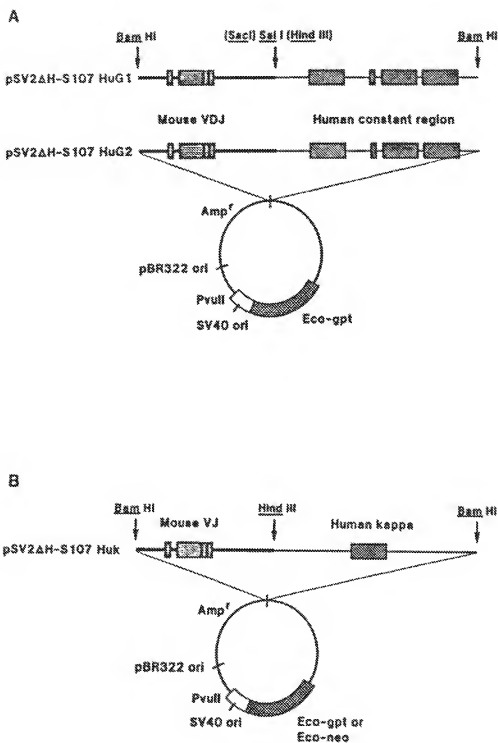 A
Bam HI
(SacI) Sal I (Hind III)
Bam HI
pSV2ΔH-S107 HuG1
Mouse VDJ
Human constant region
pSV2ΔH-S107 HuG2
Ampʳ
pBR322 ori
PvuII
SV40 ori
Eco-gpt
B
Bam HI
Hind III
Bam HI
Mouse VJ
Human kappa
pSV2ΔH-S107 Huk
Ampʳ
pBR322 ori
PvuII
SV40 ori
Eco-gpt or
Eco-neo